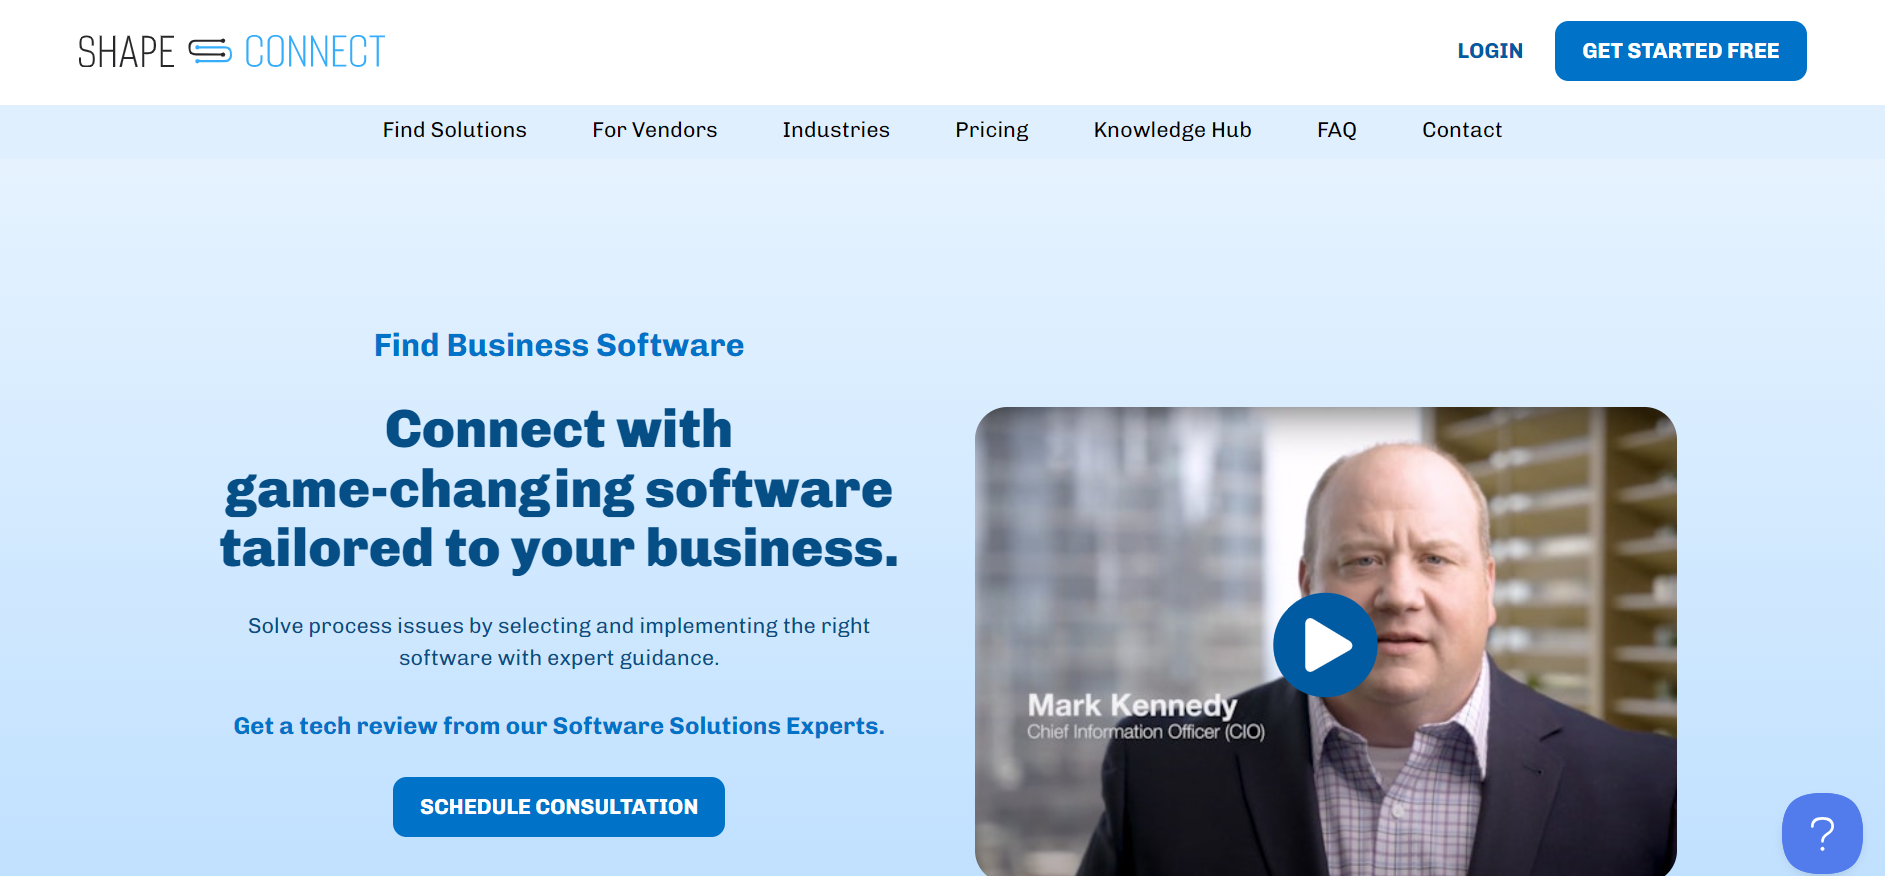 SHAPE CONNECT
LOGIN
GET STARTED FREE
Find Solutions
For Vendors
Industries
Pricing
Knowledge Hub
FAQ
Contact
Find Business Software
Connect with
game-changing software
tailored to your business.
Solve process issues by selecting and implementing the right
software with expert guidance.
Get a tech review from our Software Solutions Experts.
SCHEDULE CONSULTATION
Mark Kennedy
Chief Information Officer (CIO)
?